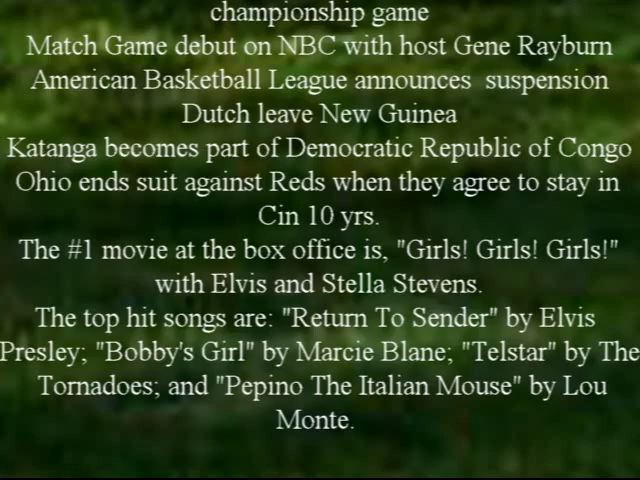 championship game
Match Game debut on NBC with host Gene Rayburn
American Basketball League announces  suspension
Dutch leave New Guinea
Katanga becomes part of Democratic Republic of Congo
Ohio ends suit against Reds when they agree to stay in
Cin 10 yrs.
The #1 movie at the box office is, "Girls! Girls! Girls!"
with Elvis and Stella Stevens.
The top hit songs are: "Return To Sender" by Elvis
Presley; "Bobby's Girl" by Marcie Blane; "Telstar" by The
Tornadoes; and "Pepino The Italian Mouse" by Lou
Monte.